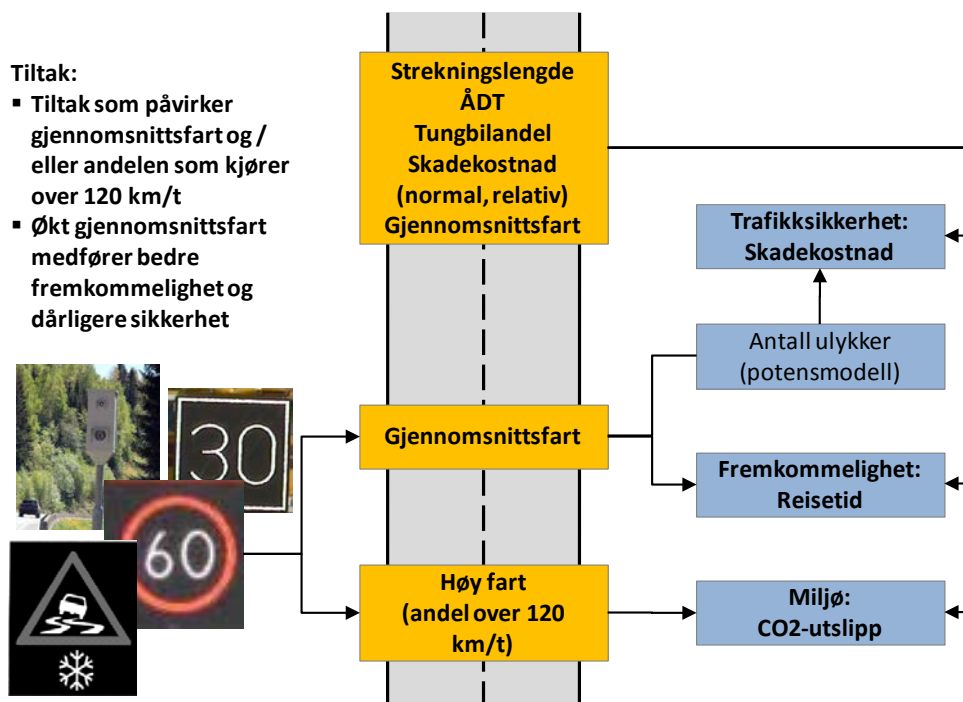 Tiltak:
▪ Tiltak som påvirker
gjennomsnittsfart og /
eller andelen som kjører
over 120 km/t
▪ Økt gjennomsnittsfart
medfører bedre
fremkommelighet og
dårligere sikkerhet
30
60
Strekningslengde
ÅDT
Tungbilandel
Skadekostnad
(normal, relativ)
Gjennomsnittsfart
Gjennomsnittsfart
Høy fart
(andel over 120
km/t)
Trafikksikkerhet:
Skadekostnad
Antall ulykker
(potensmodell)
Fremkommelighet:
Reisetid
Miljø:
CO2-utslipp